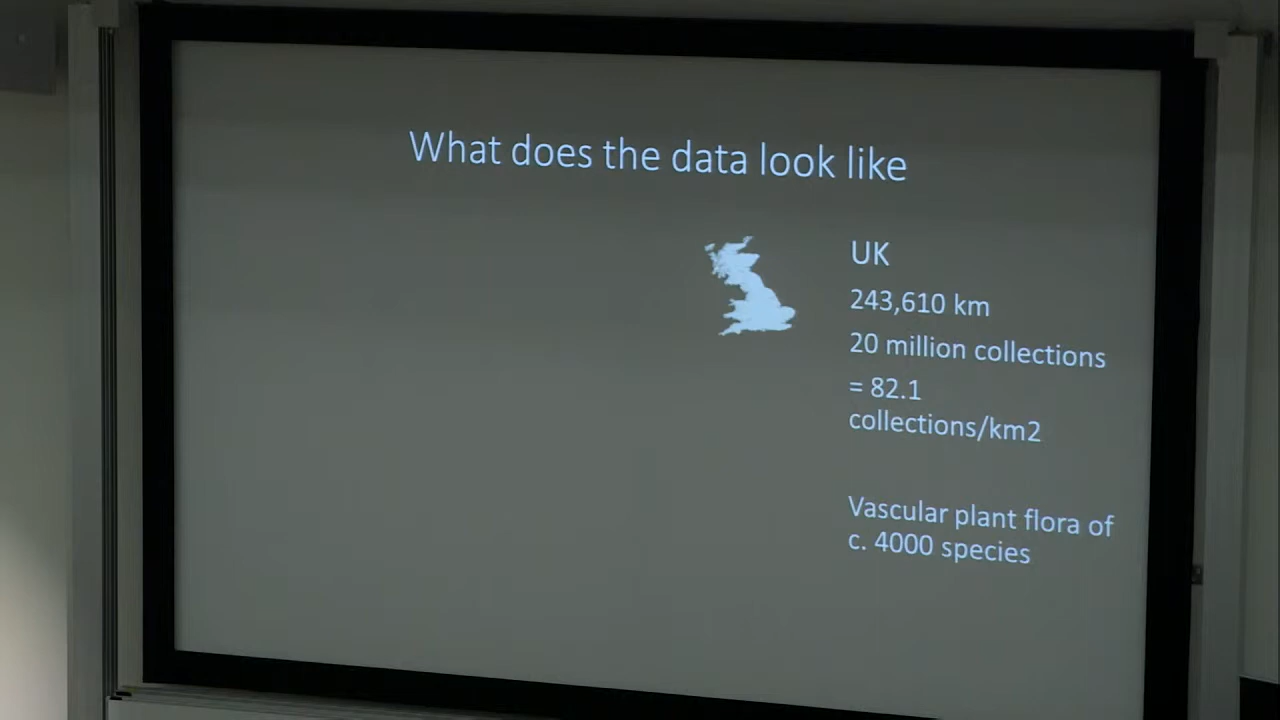 What does the data look like
UK
243,610 km
20 million collections
= 82.1
collections/km2
Vascular plant flora of
c. 4000 species